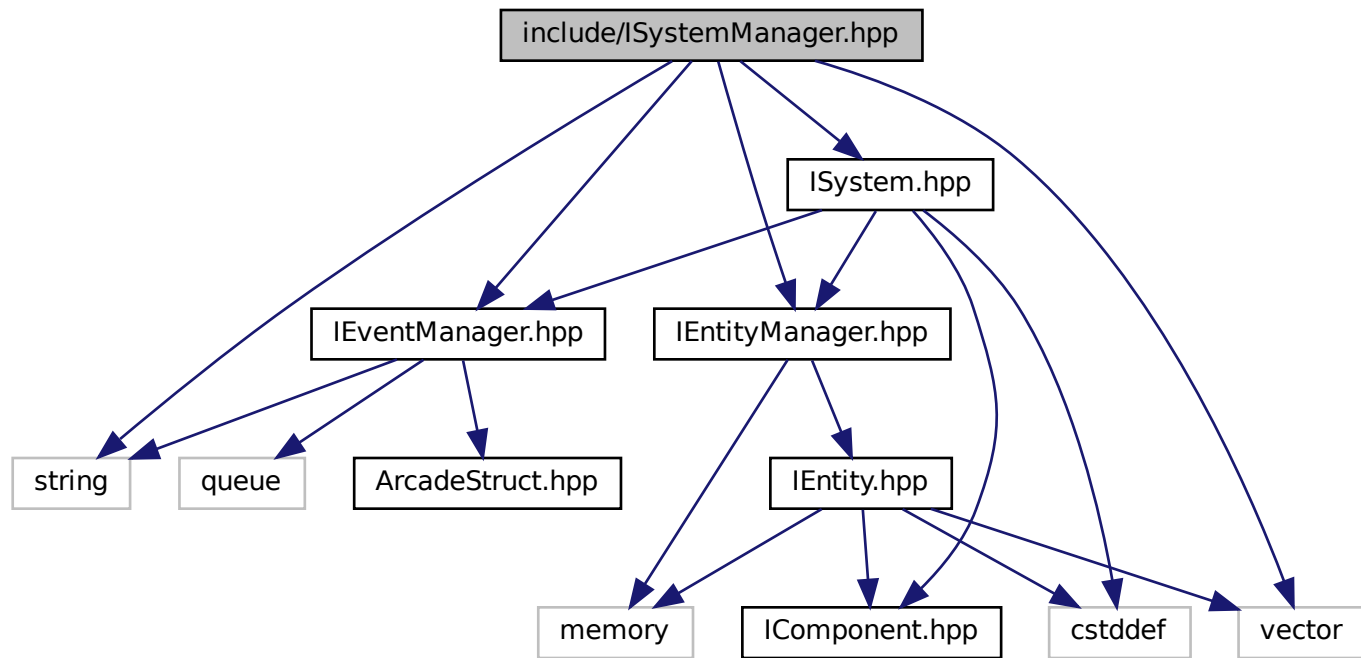 include/ISystemManager.hpp
ISystem.hpp
IEventManager.hpp
IEntityManager.hpp
string
queue
ArcadeStruct.hpp
IEntity.hpp
memory
IComponent.hpp
cstddef
vector